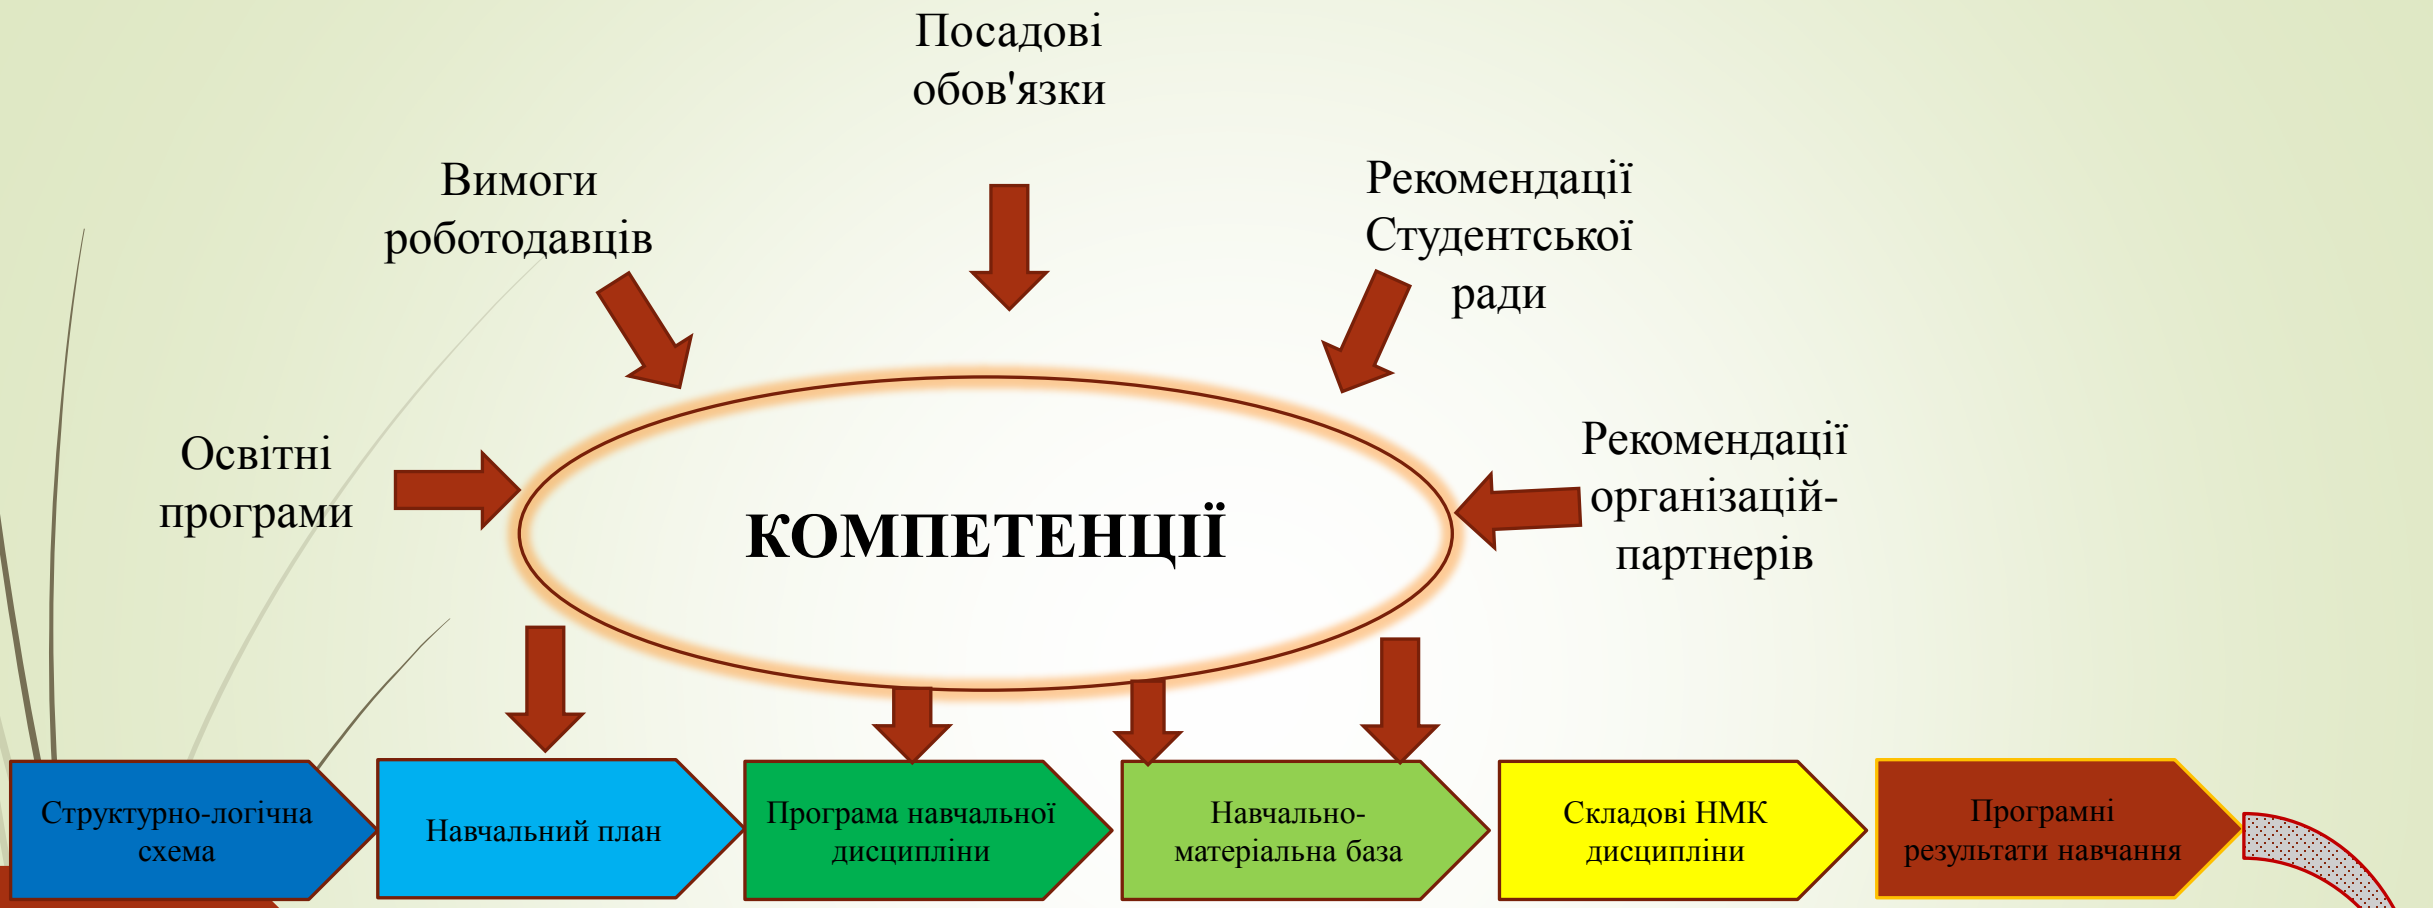 Посадові
обов'язки
Вимоги
роботодавців
Рекомендації
Студентської
ради
Освітні
програми
Рекомендації
організацій-
партнерів
КОМПЕТЕНЦІЇ
Структурно-логічна
схема
Навчальний план
Програма навчальної
дисципліни
Навчально-
матеріальна база
Складові НМК
дисципліни
Програмні
результати навчання